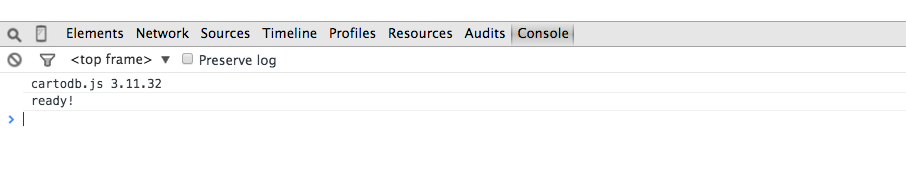 Elements Network Sources Timeline Profiles Resources Audits Console
<top frame> ▼ Preserve log
cartodb.js 3.11.32
ready!
>